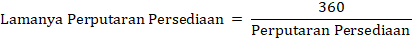 Lamanya Perputaran Persediaan = 360
Perputaran Persediaan